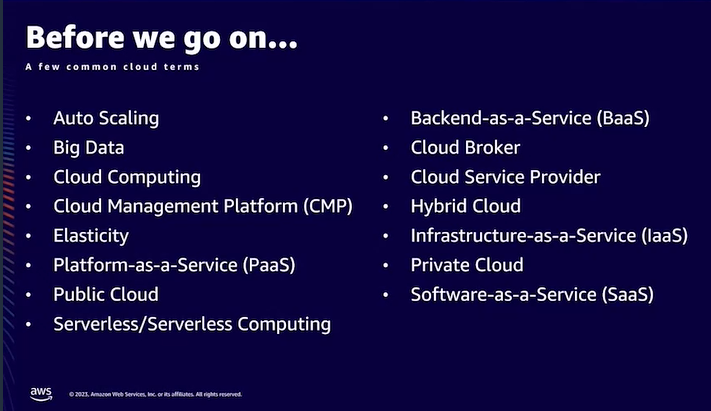 Before we go on...
A few common cloud terms
• Auto Scaling
• Big Data
• Cloud Computing
• Cloud Management Platform (CMP)
• Elasticity
• Platform-as-a-Service (PaaS)
• Public Cloud
• Serverless/Serverless Computing
• Backend-as-a-Service (BaaS)
• Cloud Broker
• Cloud Service Provider
• Hybrid Cloud
• Infrastructure-as-a-Service (IaaS)
• Private Cloud
• Software-as-a-Service (SaaS)
aws
© 2023, Amazon Web Services, Inc. or its affiliates. All rights reserved.